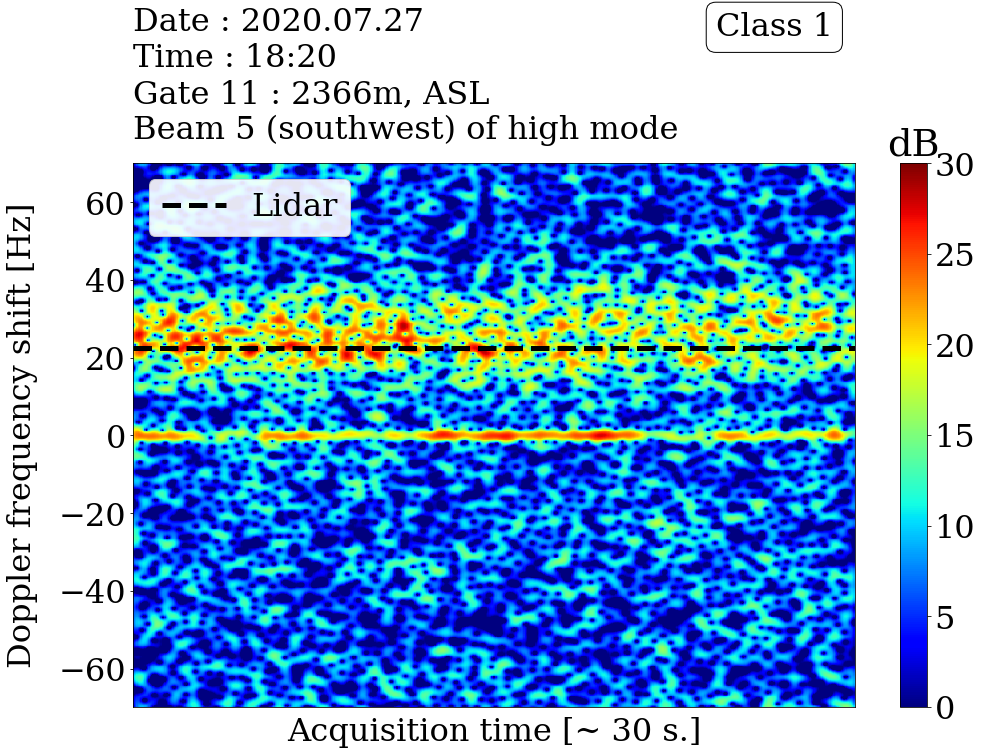 Date : 2020.07.27
Time : 18:20
Gate 11 : 2366m, ASL
Beam 5 (southwest) of high mode
Class 1
dB
Lidar
60
40
20
0
−20
−40
−60
Doppler frequency shift [Hz]
Acquisition time [~ 30 s.]
30
25
20
15
10
5
0